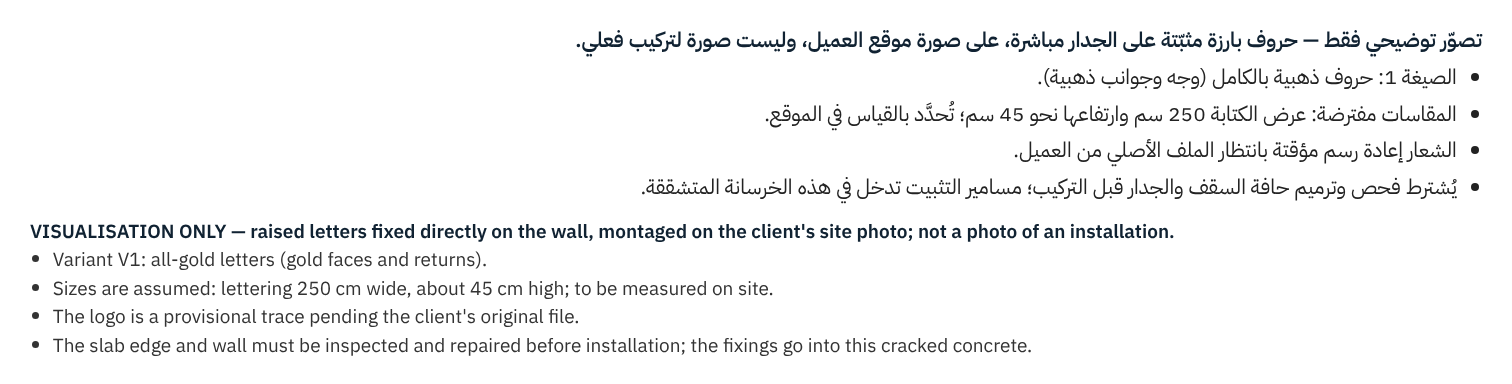 تصوّر توضيحي فقط — حروف بارزة مثبّتة على الجدار مباشرة، على صورة موقع العميل، وليست صورة لتركيب فعلي.
• الصيغة 1: حروف ذهبية بالكامل (وجه وجوانب ذهبية).
• المقاسات مفترضة: عرض الكتابة 250 سم وارتفاعها نحو 45 سم؛ تُحدَّد بالقياس في الموقع.
• الشعار إعادة رسم مؤقتة بانتظار الملف الأصلي من العميل.
• يُشترط فحص وترميم حافة السقف والجدار قبل التركيب؛ مسامير التثبيت تدخل في هذه الخرسانة المتشققة.
VISUALISATION ONLY — raised letters fixed directly on the wall, montaged on the client's site photo; not a photo of an installation.
• Variant V1: all-gold letters (gold faces and returns).
• Sizes are assumed: lettering 250 cm wide, about 45 cm high; to be measured on site.
• The logo is a provisional trace pending the client's original file.
• The slab edge and wall must be inspected and repaired before installation; the fixings go into this cracked concrete.